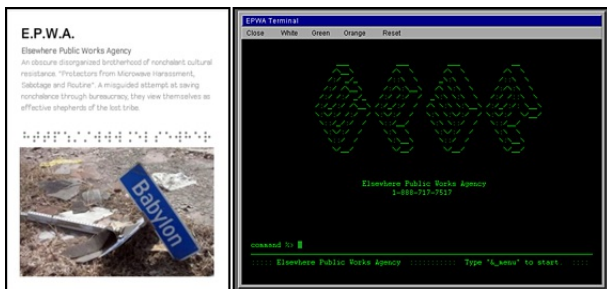 E.P.W.A.
Elsewhere Public Works Agency
An obscure disorganized brotherhood of nonchalant cultural
resistance. "Protectors from Microwave Harassment,
Sabotage and Routine". A misguided attempt at saving
nonchalance through bureaucracy, they view themselves as
effective shepherds of the lost tribe.
Babylon
EPWA Terminal
Close White Green Orange Reset
Elsewhere Public Works Agency
1-888-717-7517
command %>
::::: Elsewhere Public Works Agency ::::::::::: Type '&_menu' to start. ::::